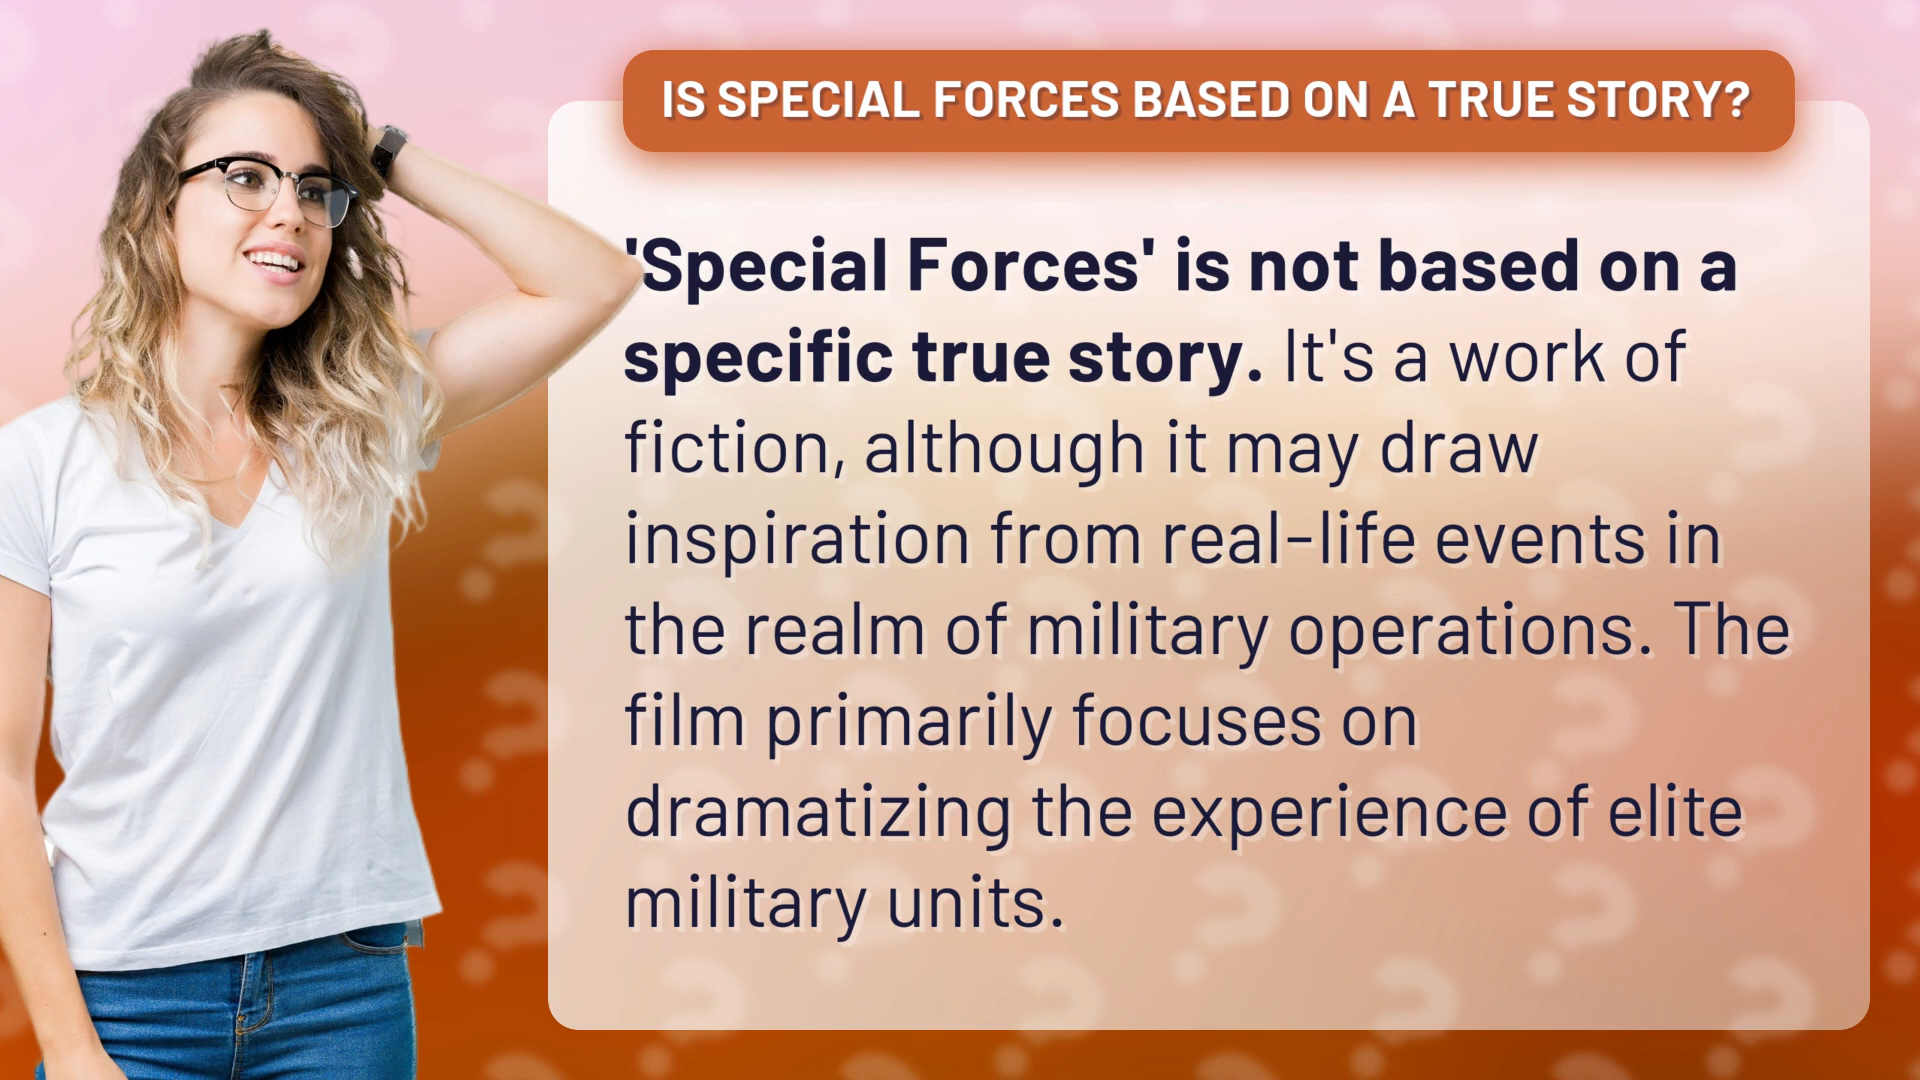 IS SPECIAL FORCES BASED ON A TRUE STORY?
'Special Forces' is not based on a
specific true story. It's a work of
fiction, although it may draw
inspiration from real-life events in
the realm of military operations. The
film primarily focuses on
dramatizing the experience of elite
military units.